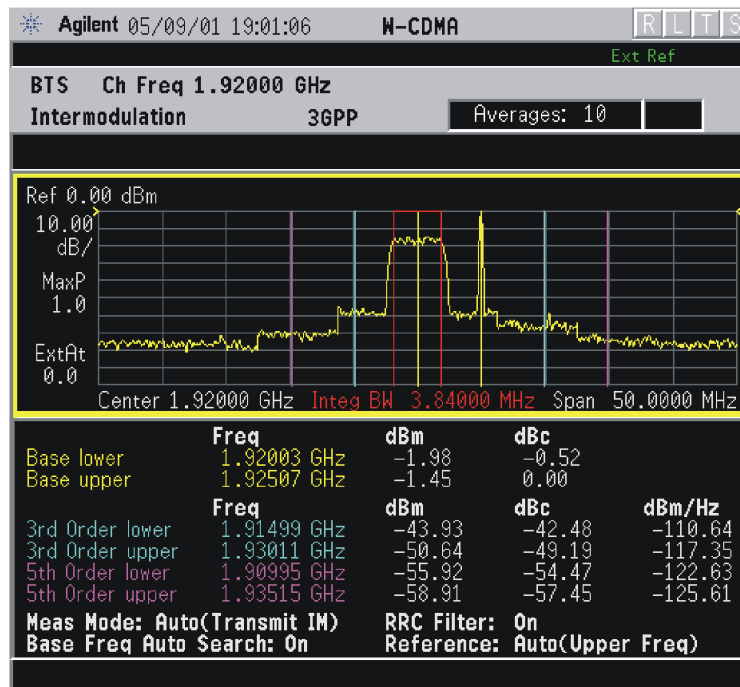 Agilent 05/09/01 19:01:06 W-CDMA R L T S
Ext Ref
BTS Ch Freq 1.92000 GHz
Intermodulation 3GPP Averages: 10
Ref 0.00 dBm
10.00
dB/
MaxP
1.0
ExtAt
0.0
Center 1.92000 GHz Integ BW 3.84000 MHz Span 50.0000 MHz
Freq dBm dBc
Base lower 1.92003 GHz -1.98 -0.52
Base upper 1.92507 GHz -1.45 0.00
Freq dBm dBc dBm/Hz
3rd Order lower 1.91499 GHz -43.93 -42.48 -110.64
3rd Order upper 1.93011 GHz -50.64 -49.19 -117.35
5th Order lower 1.90995 GHz -55.92 -54.47 -122.63
5th Order upper 1.93515 GHz -58.91 -57.45 -125.61
Meas Mode: Auto(Transmit IM) RRC Filter: On
Base Freq Auto Search: On Reference: Auto(Upper Freq)